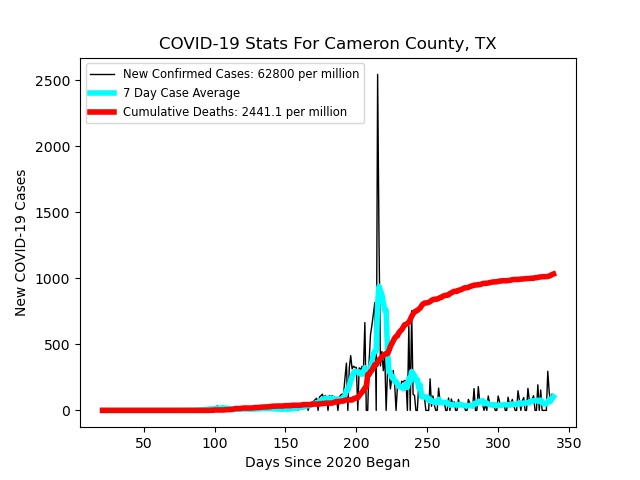 COVID-19 Stats For Cameron County, TX
New Confirmed Cases: 62800 per million
7 Day Case Average
Cumulative Deaths: 2441.1 per million
New COVID-19 Cases
2500
2000
1500
1000
500
0
50 100 150 200 250 300 350
Days Since 2020 Began